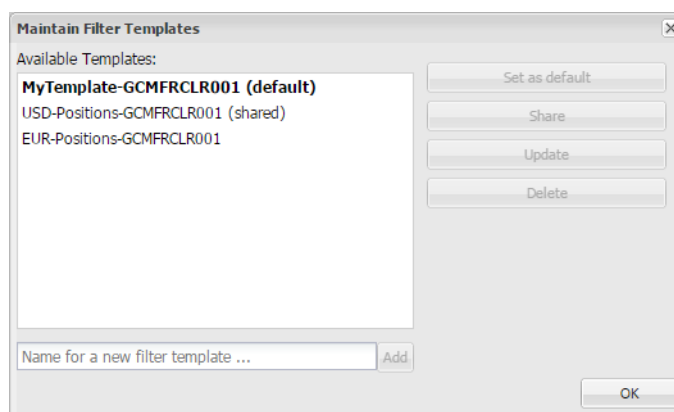 Maintain Filter Templates
Available Templates:
MyTemplate-GCMFRCLR001 (default)
USD-Positions-GCMFRCLR001 (shared)
EUR-Positions-GCMFRCLR001
Set as default
Share
Update
Delete
Name for a new filter template ...
Add
OK